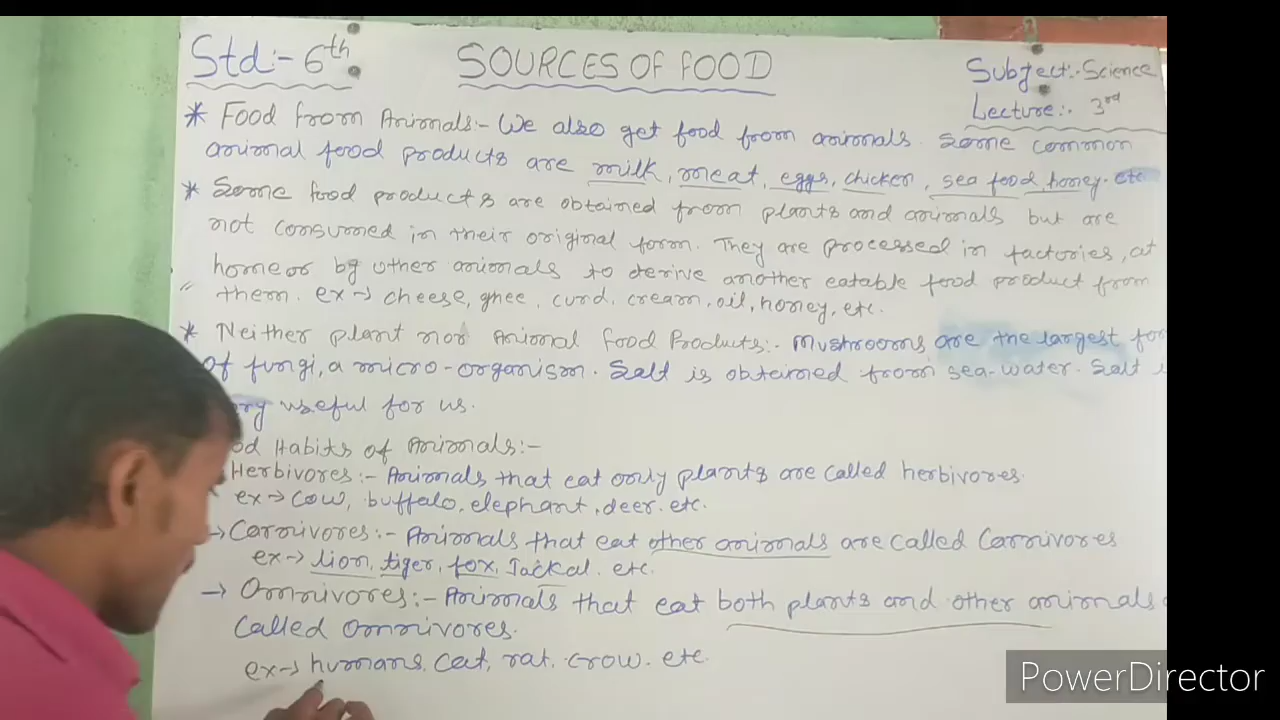 Std:- 6th
SOURCES OF FOOD
Subject:- Science
Lecture:- 3rd
* Food from Animals:- We also get food from animals. Some common
animal food products are milk, meat, eggs, chicken, sea food honey. etc
* Some food products are obtained from plants and animals but are
not consumed in their original form. They are processed in factories, at
home or by other animals to derive another eatable food product from
" them. ex→ cheese, ghee, curd, cream, oil, honey, etc.
* Neither plant nor Animal Food Products:- Mushrooms are the largest for
of fungi, a micro-organism. Salt is obtained from sea-water. Salt i
ery useful for us.
od Habits of Animals:-
Herbivores:- Animals that eat only plants are called herbivores.
ex→ cow, buffalo, elephant, deer. etc.
→ Carnivores:- Animals that eat other animals are called Carnivores
ex→ lion, tiger, fox, Jackal. etc.
→ Omnivores:- Animals that eat both plants and other animals
called Omnivores.
ex→ humans, cat, rat, crow. etc.
PowerDirector